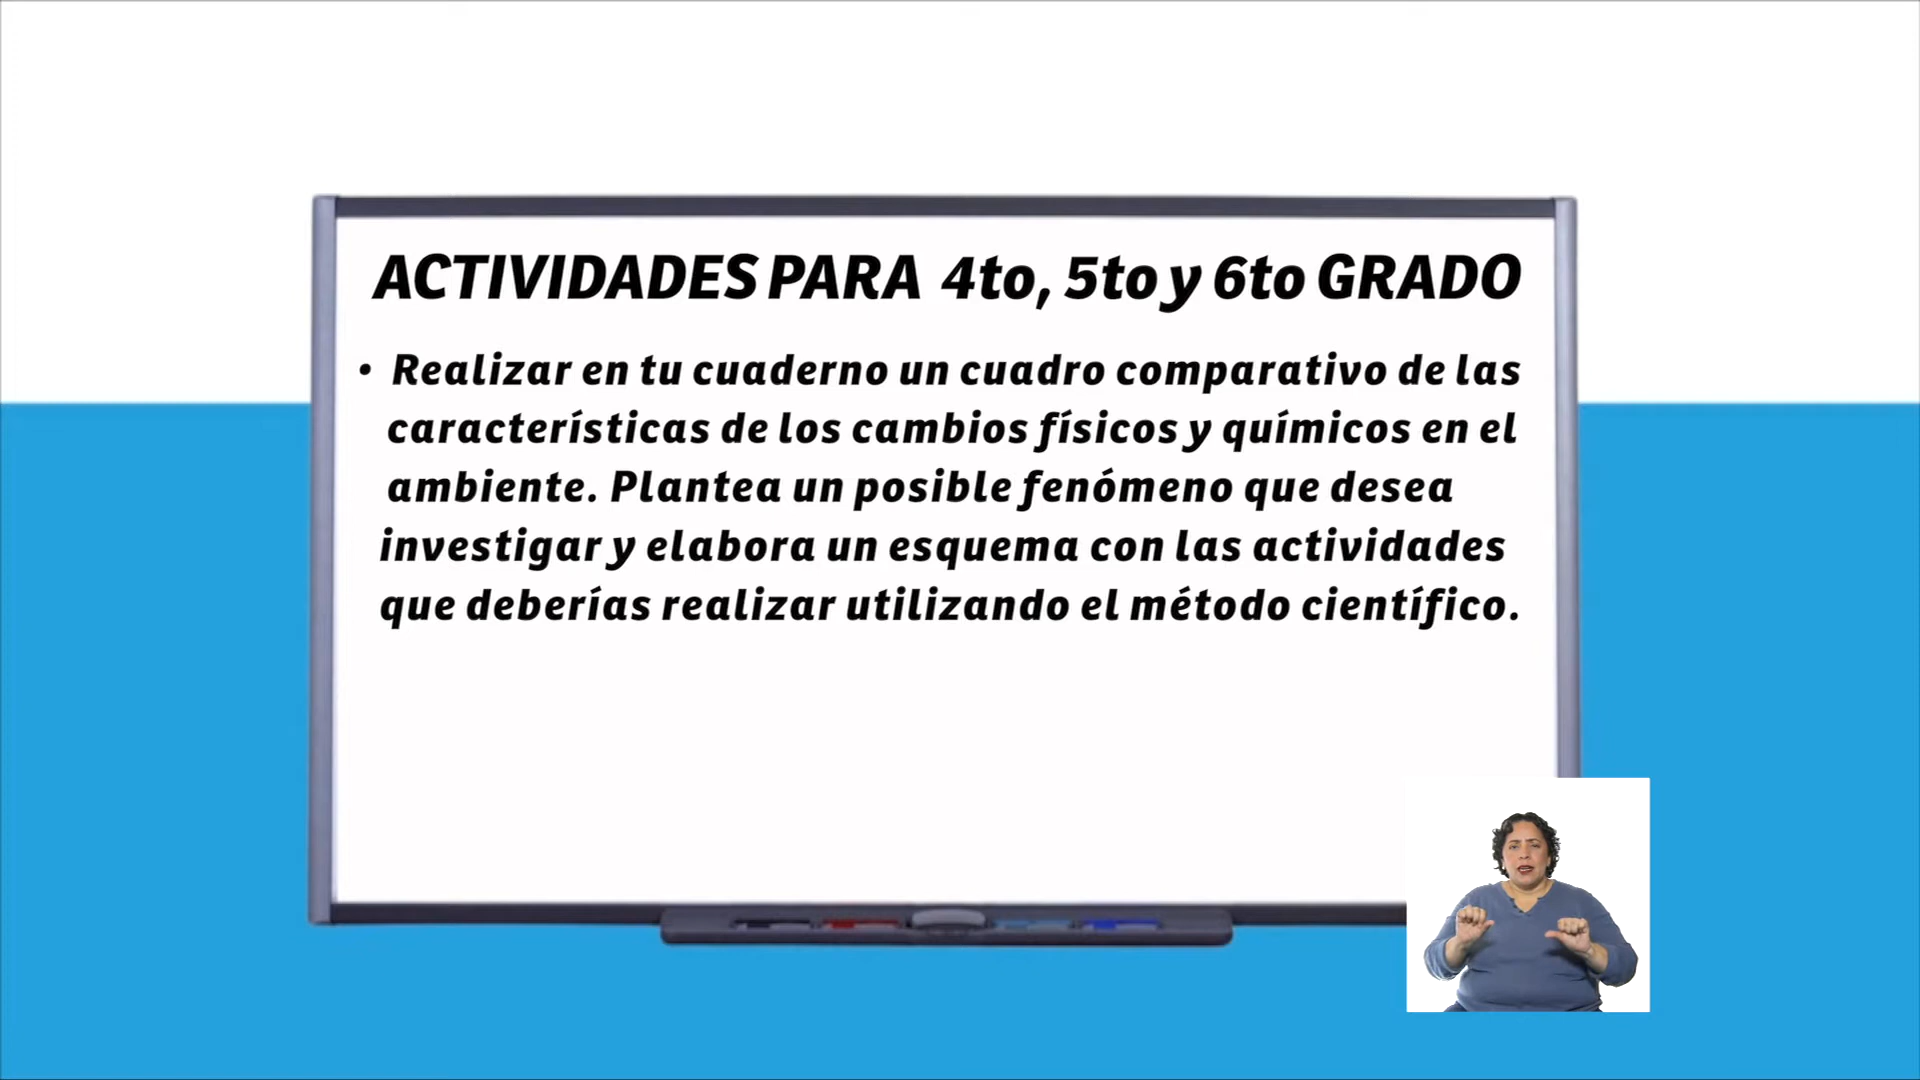 ACTIVIDADES PARA 4to, 5to y 6to GRADO
• Realizar en tu cuaderno un cuadro comparativo de las
características de los cambios físicos y químicos en el
ambiente. Plantea un posible fenómeno que desea
investigar y elabora un esquema con las actividades
que deberías realizar utilizando el método científico.